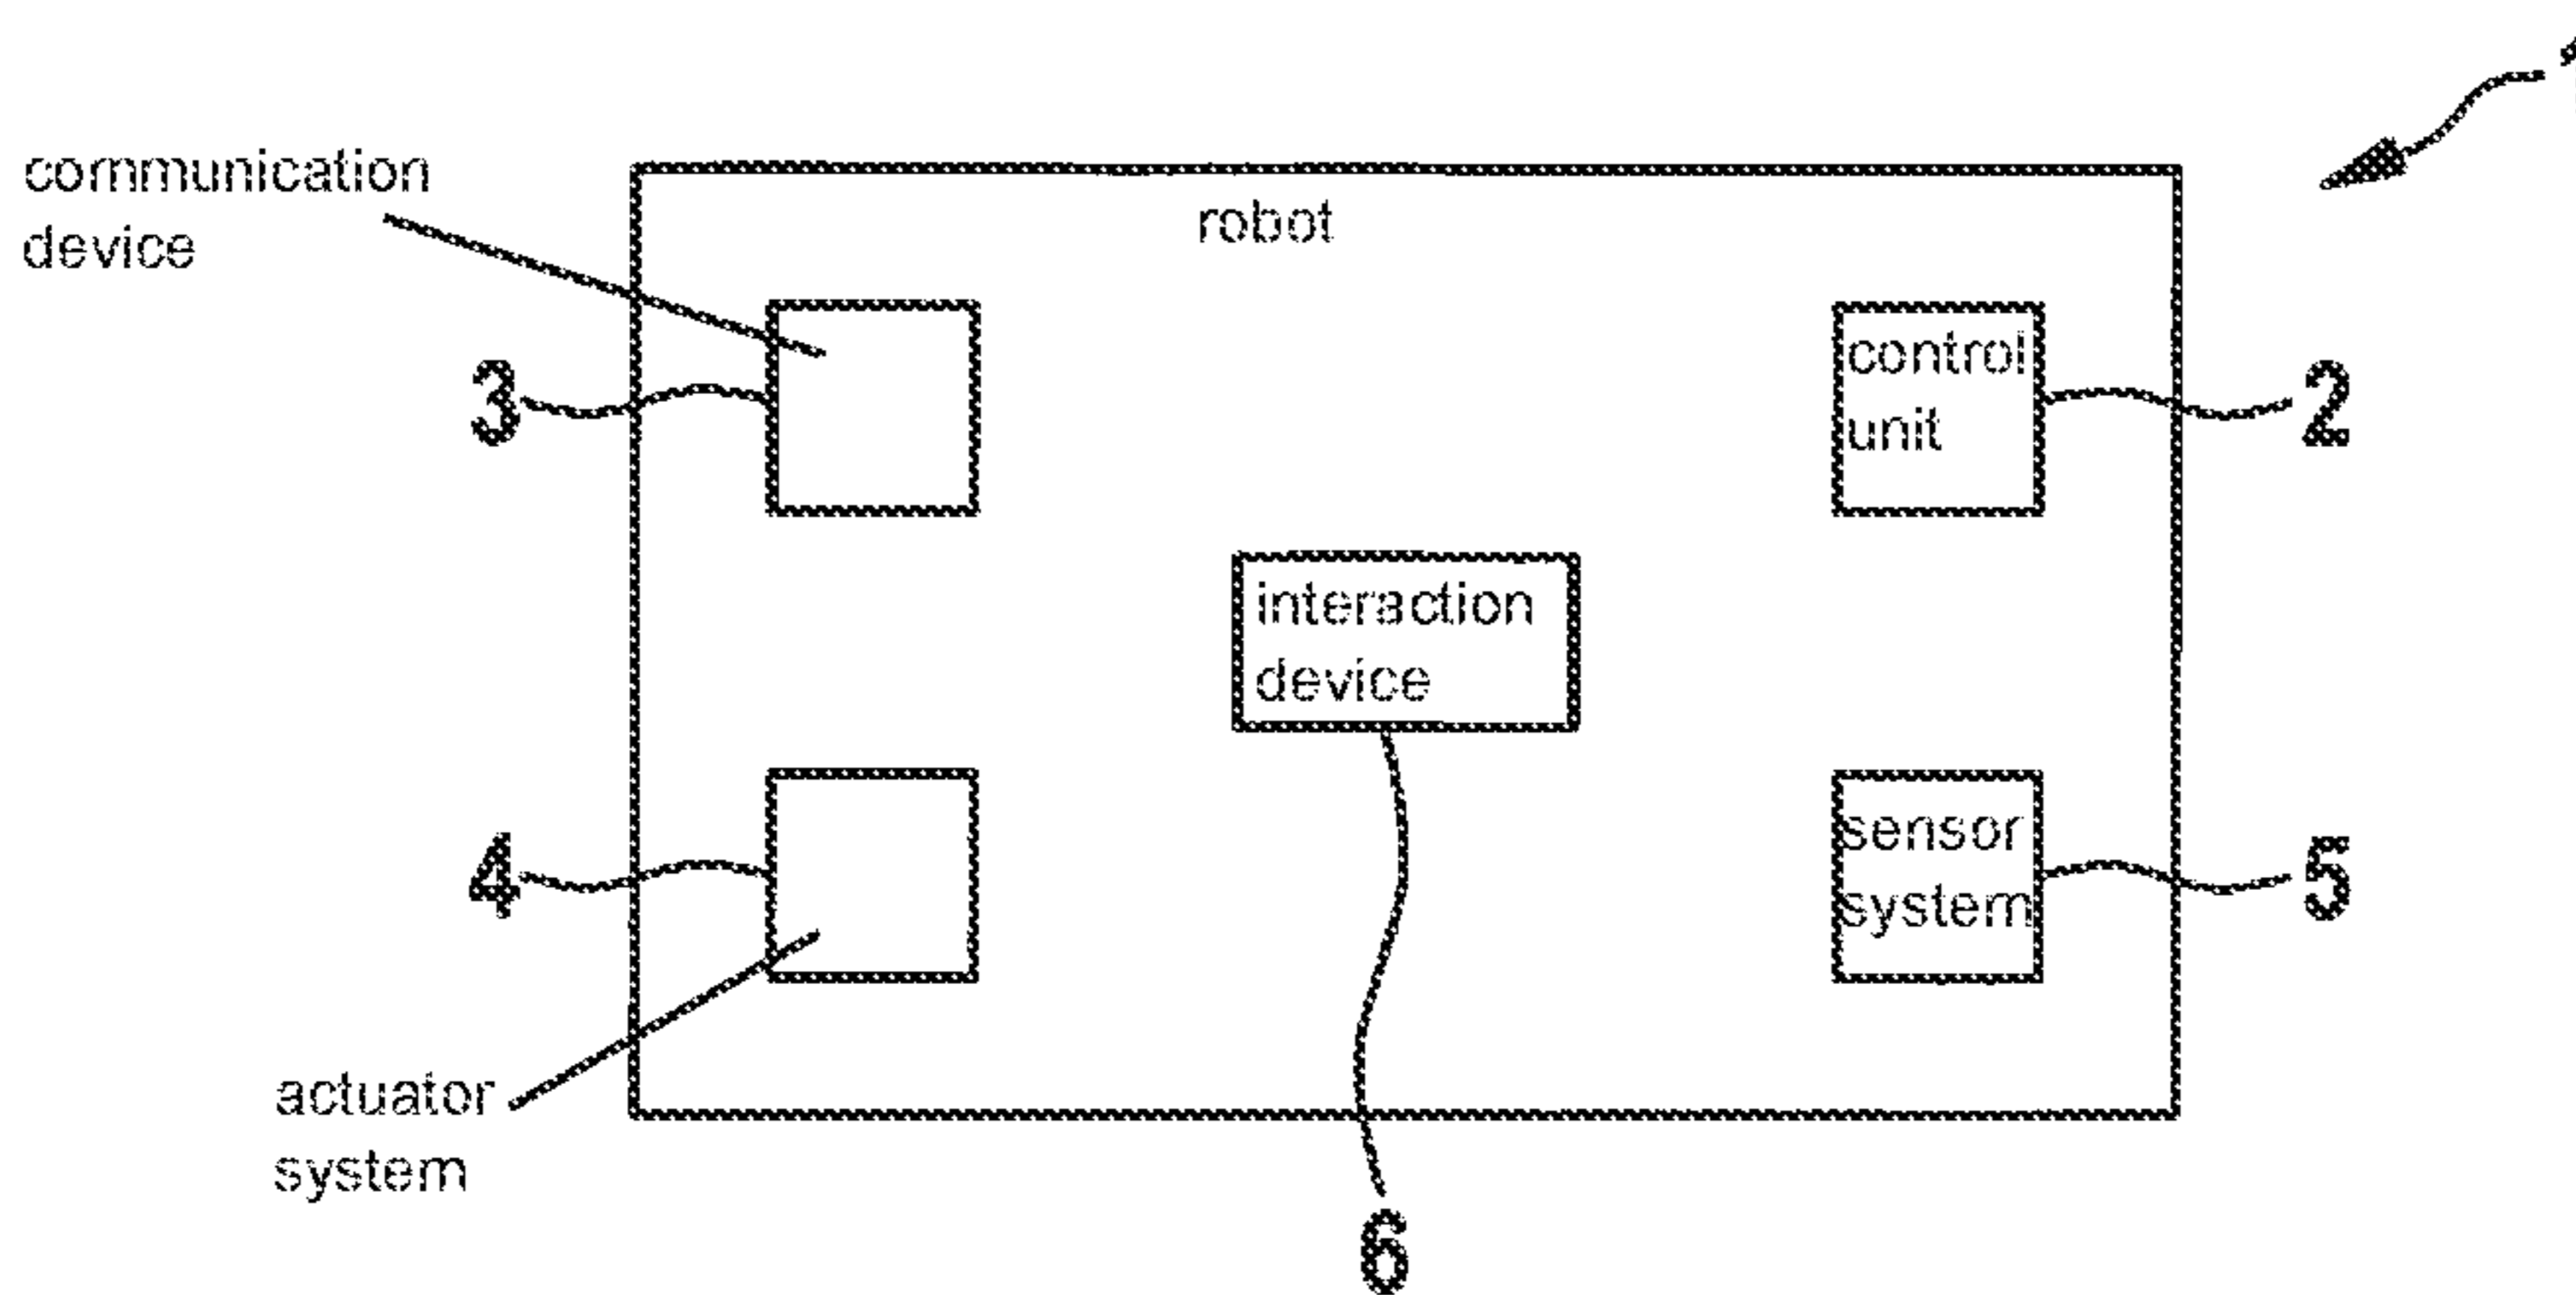 1
communication
device
robot
3
control
unit
2
interaction
device
4
sensor
system
5
actuator
system
6